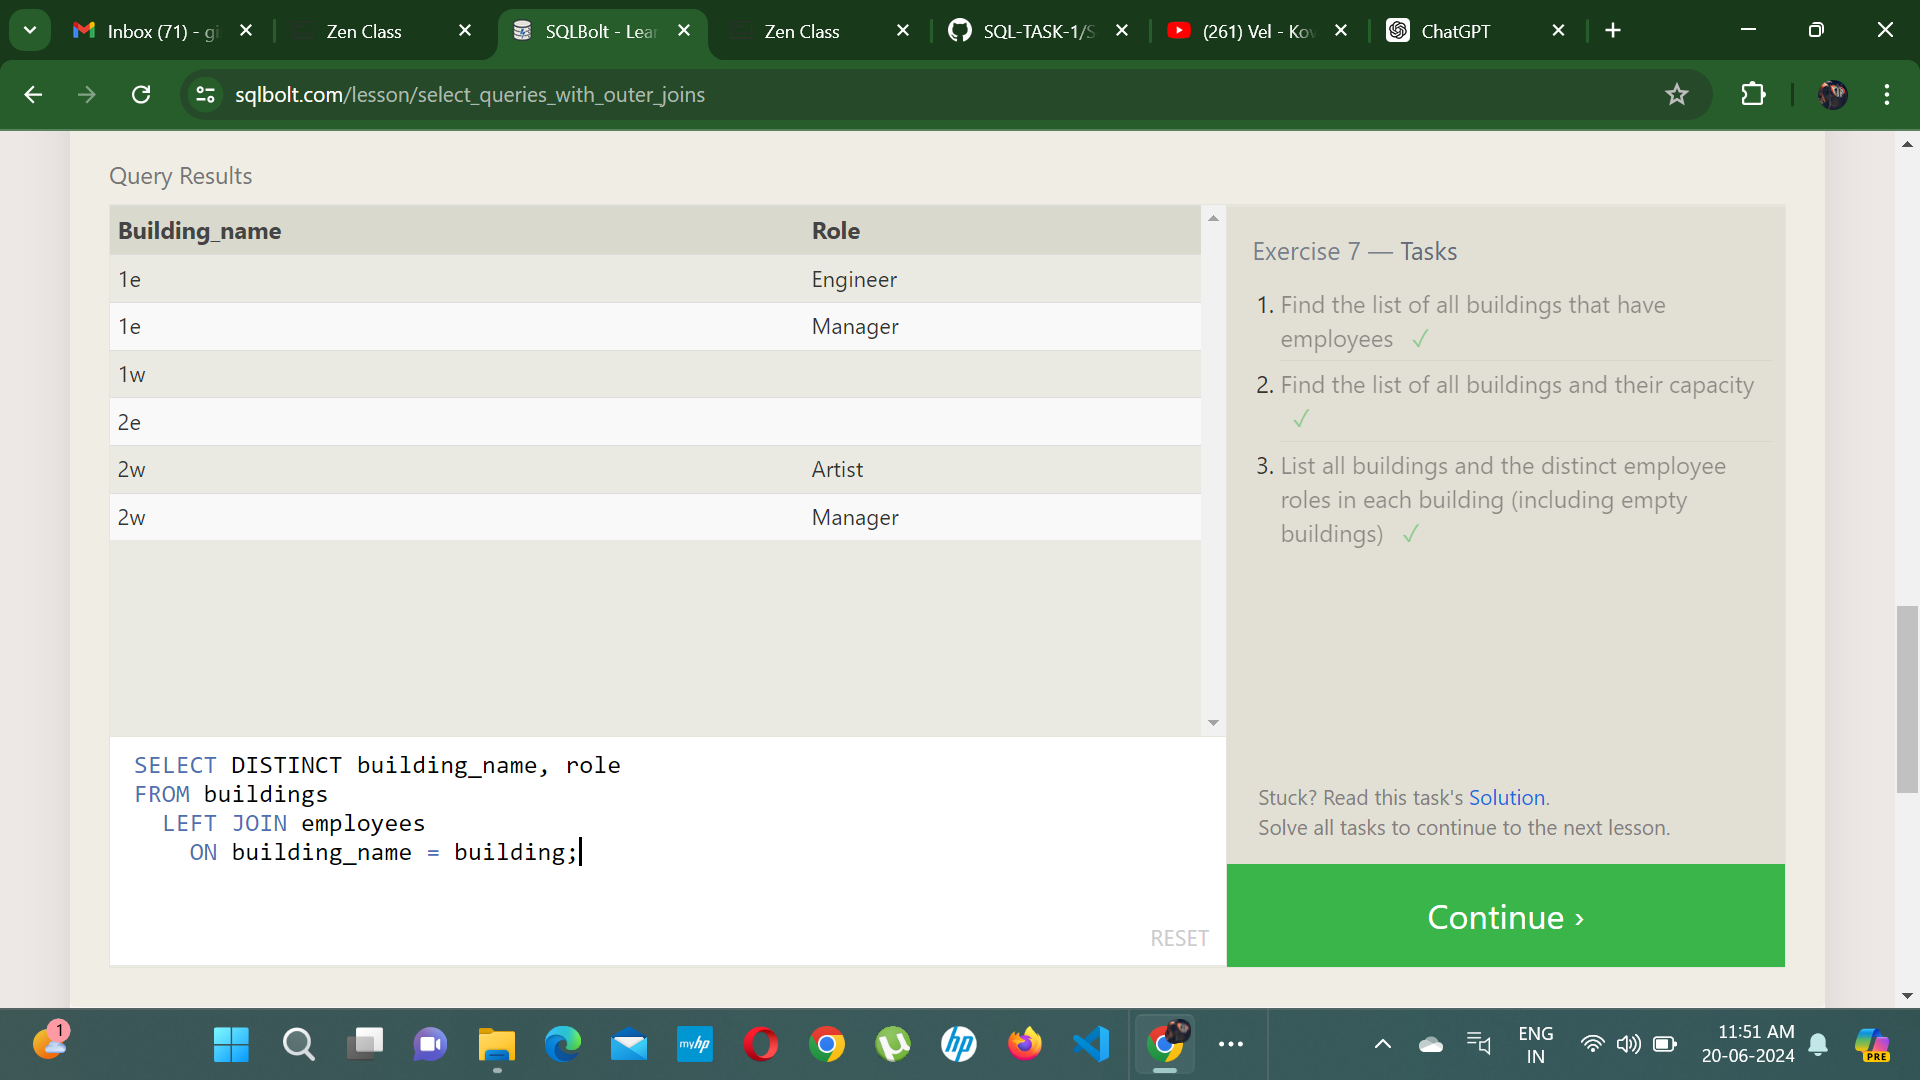 Inbox (71) - gi
Zen Class
SQLBolt - Lear
Zen Class
SQL-TASK-1/S
(261) Vel - Kov
ChatGPT
sqlbolt.com/lesson/select_queries_with_outer_joins
Query Results
Building_name Role
1e Engineer
1e Manager
1w
2e
2w Artist
2w Manager
Exercise 7 — Tasks
1. Find the list of all buildings that have
employees ✓
2. Find the list of all buildings and their capacity
✓
3. List all buildings and the distinct employee
roles in each building (including empty
buildings) ✓
SELECT DISTINCT building_name, role
FROM buildings
LEFT JOIN employees
ON building_name = building;
RESET
Stuck? Read this task's Solution.
Solve all tasks to continue to the next lesson.
Continue ›
1
myhp
hp
ENG
IN
11:51 AM
20-06-2024
PRE